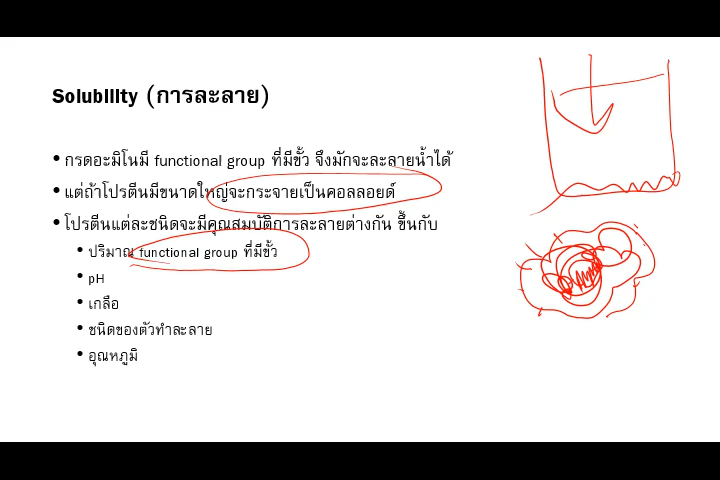 Solubility (การละลาย)
• กรดอะมิโนมี functional group ที่มีขั้ว จึงมักจะละลายน้ำได้
• แต่ถ้าโปรตีนมีขนาดใหญ่จะกระจายเป็นคอลลอยด์
• โปรตีนแต่ละชนิดจะมีคุณสมบัติการละลายต่างกัน ขึ้นกับ
• ปริมาณ functional group ที่มีขั้ว
• pH
• เกลือ
• ชนิดของตัวทำละลาย
• อุณหภูมิ